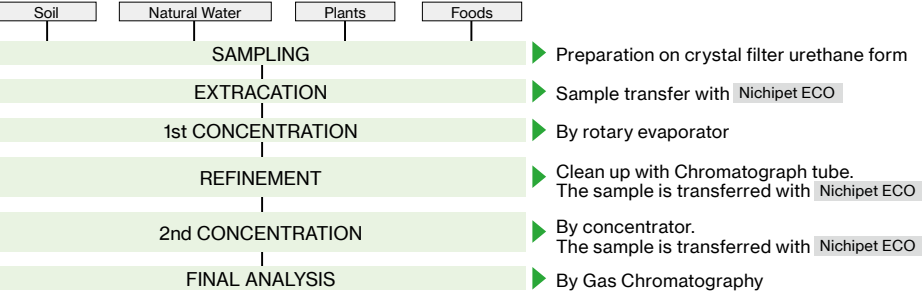 Soil Natural Water Plants Foods
SAMPLING
Preparation on crystal filter urethane form
EXTRACATION
Sample transfer with Nichipet ECO
1st CONCENTRATION
By rotary evaporator
REFINEMENT
Clean up with Chromatograph tube.
The sample is transferred with Nichipet ECO
2nd CONCENTRATION
By concentrator.
The sample is transferred with Nichipet ECO
FINAL ANALYSIS
By Gas Chromatography